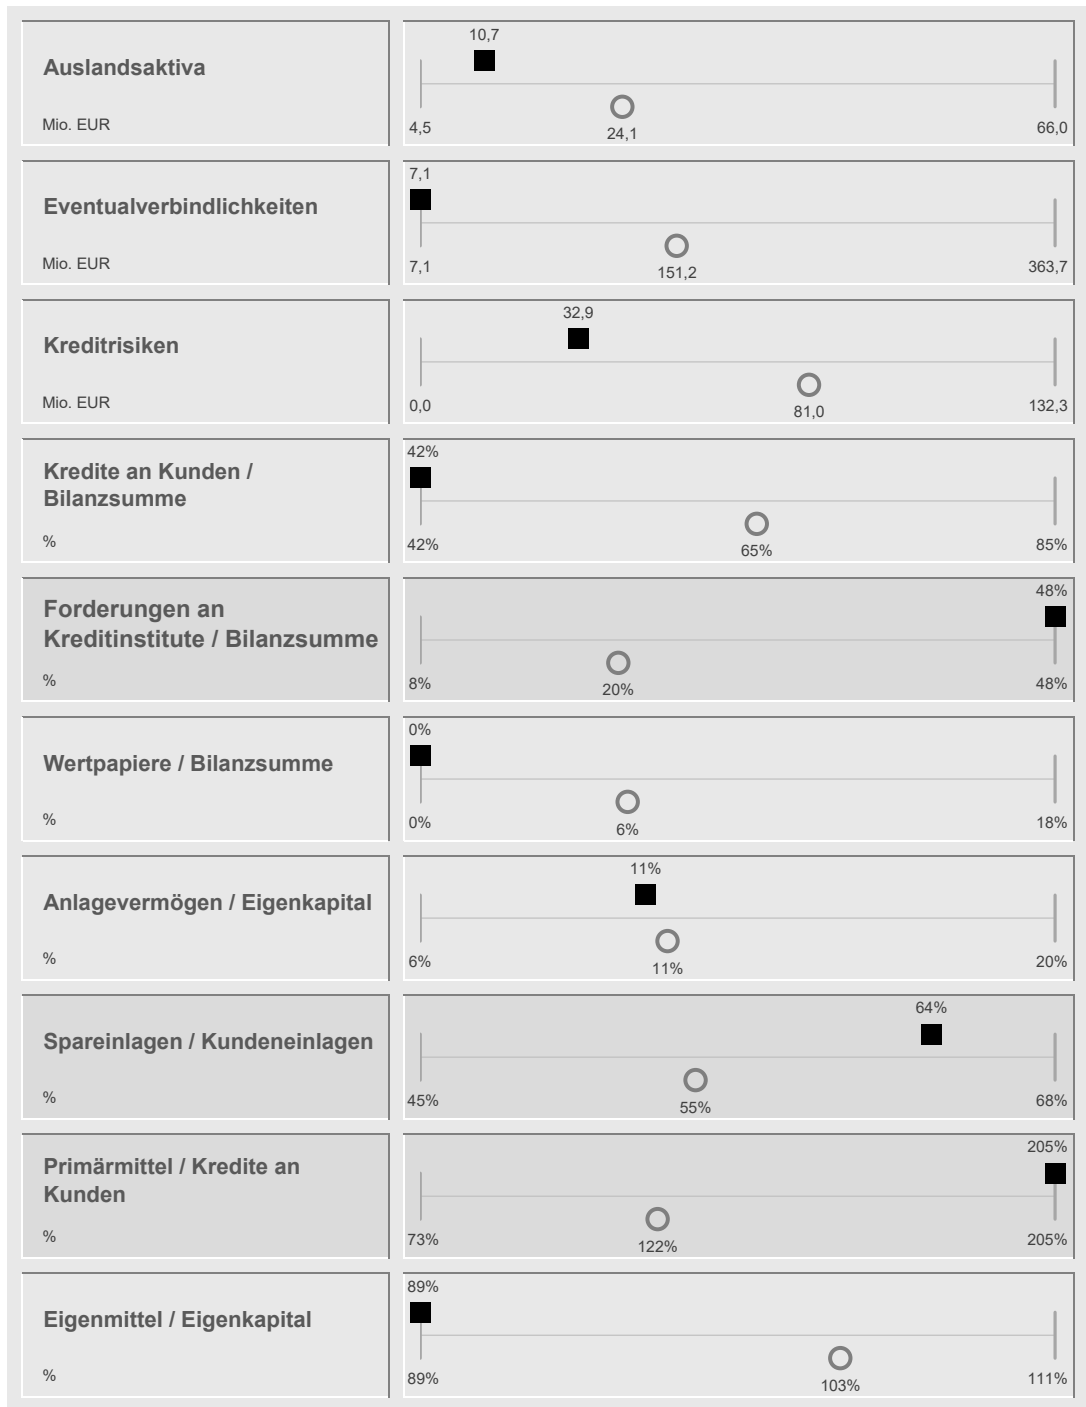 Auslandsaktiva
Mio. EUR
10,7
4,5
24,1
66,0
Eventualverbindlichkeiten
Mio. EUR
7,1
7,1
151,2
363,7
Kreditrisiken
Mio. EUR
32,9
0,0
81,0
132,3
Kredite an Kunden /
Bilanzsumme
%
42%
42%
65%
85%
Forderungen an
Kreditinstitute / Bilanzsumme
%
48%
8%
20%
48%
Wertpapiere / Bilanzsumme
%
0%
0%
6%
18%
Anlagevermögen / Eigenkapital
%
11%
6%
11%
20%
Spareinlagen / Kundeneinlagen
%
64%
45%
55%
68%
Primärmittel / Kredite an
Kunden
%
205%
73%
122%
205%
Eigenmittel / Eigenkapital
%
89%
89%
103%
111%